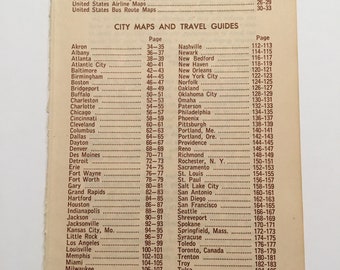 United States Airline Maps 28-29
United States Bus Route Maps 30-33
CITY MAPS AND TRAVEL GUIDES
Page
Akron 34-35
Albany 36-37
Atlanta 38-39
Atlantic City 40-41
Baltimore 42-43
Birmingham 44-45
Boston 46-47
Bridgeport 48-49
Buffalo 50-51
Charleston 52-53
Charlotte 54-55
Chicago 56-57
Cincinnati 58-59
Cleveland 60-61
Columbus 62-63
Dallas 64-65
Dayton 66-67
Denver 68-69
Des Moines 70-71
Detroit 72-73
Erie 74-75
Fort Wayne 76-77
Fort Worth 78-79
Gary 80-81
Grand Rapids 82-83
Hartford 84-85
Houston 86-87
Indianapolis 88-89
Jackson 90-91
Jacksonville 92-93
Kansas City, Mo. 94-95
Little Rock 96-97
Los Angeles 98-99
Louisville 100-101
Memphis 102-103
Miami 104-105
Milwaukee
Page
Nashville 112-113
Newark 114-115
New Bedford 116-117
New Haven 118-119
New Orleans 120-121
New York City 122-123
Norfolk 124-125
Oakland 126-127
Oklahoma City 128-129
Omaha 130-131
Paterson 132-133
Philadelphia 134-135
Phoenix 136-137
Pittsburgh 138-139
Portland, Me. 140-141
Portland, Ore. 142-143
Providence 144-145
Reno 146-147
Richmond 148-149
Rochester, N. Y. 150-151
Sacramento 152-153
St. Louis 154-155
St. Paul 156-157
Salt Lake City 158-159
San Antonio 160-161
San Diego 162-163
San Francisco 164-165
Seattle 166-167
Shreveport 168-169
Spokane 170-171
Springfield, Mass. 172-173
Syracuse 174-175
Toledo 176-177
Toronto, Canada 178-179
Trenton 180-181
Troy 182-183